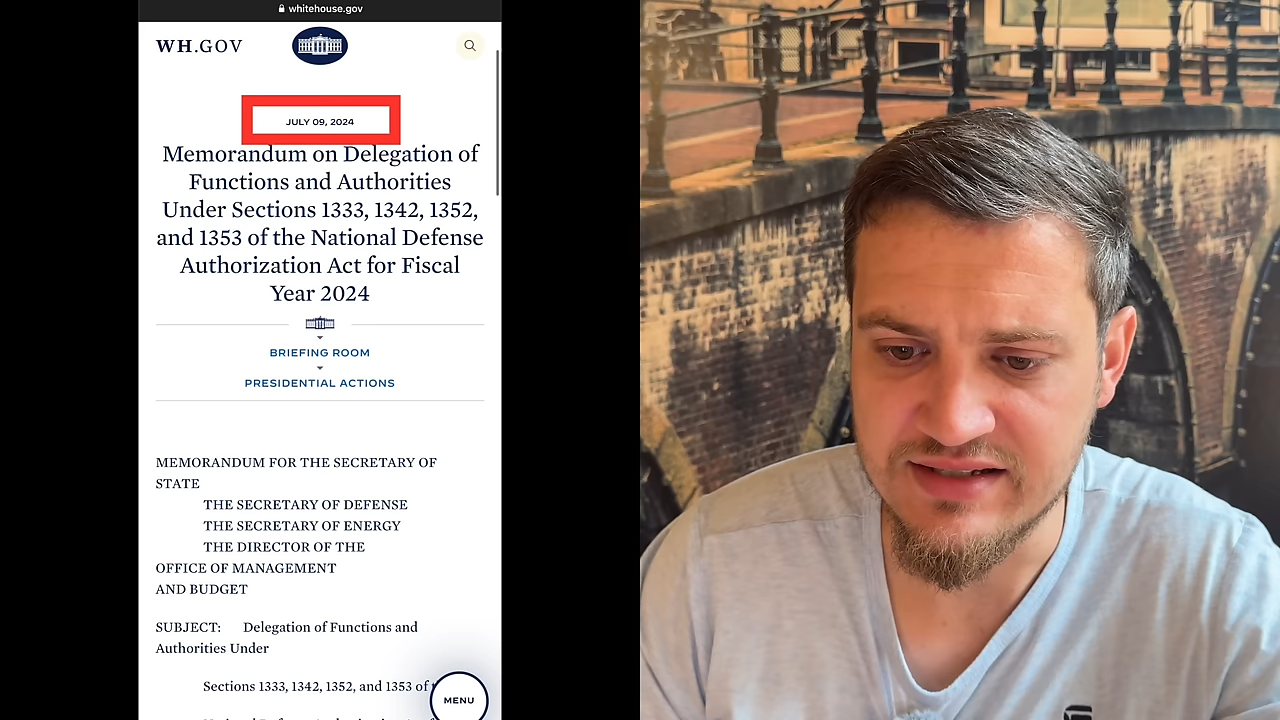 whitehouse.gov
WH.GOV
JULY 09, 2024
Memorandum on Delegation of
Functions and Authorities
Under Sections 1333, 1342, 1352,
and 1353 of the National Defense
Authorization Act for Fiscal
Year 2024
BRIEFING ROOM
PRESIDENTIAL ACTIONS
MEMORANDUM FOR THE SECRETARY OF
STATE
THE SECRETARY OF DEFENSE
THE SECRETARY OF ENERGY
THE DIRECTOR OF THE
OFFICE OF MANAGEMENT
AND BUDGET
SUBJECT: Delegation of Functions and
Authorities Under
Sections 1333, 1342, 1352, and 1353 of
MENU